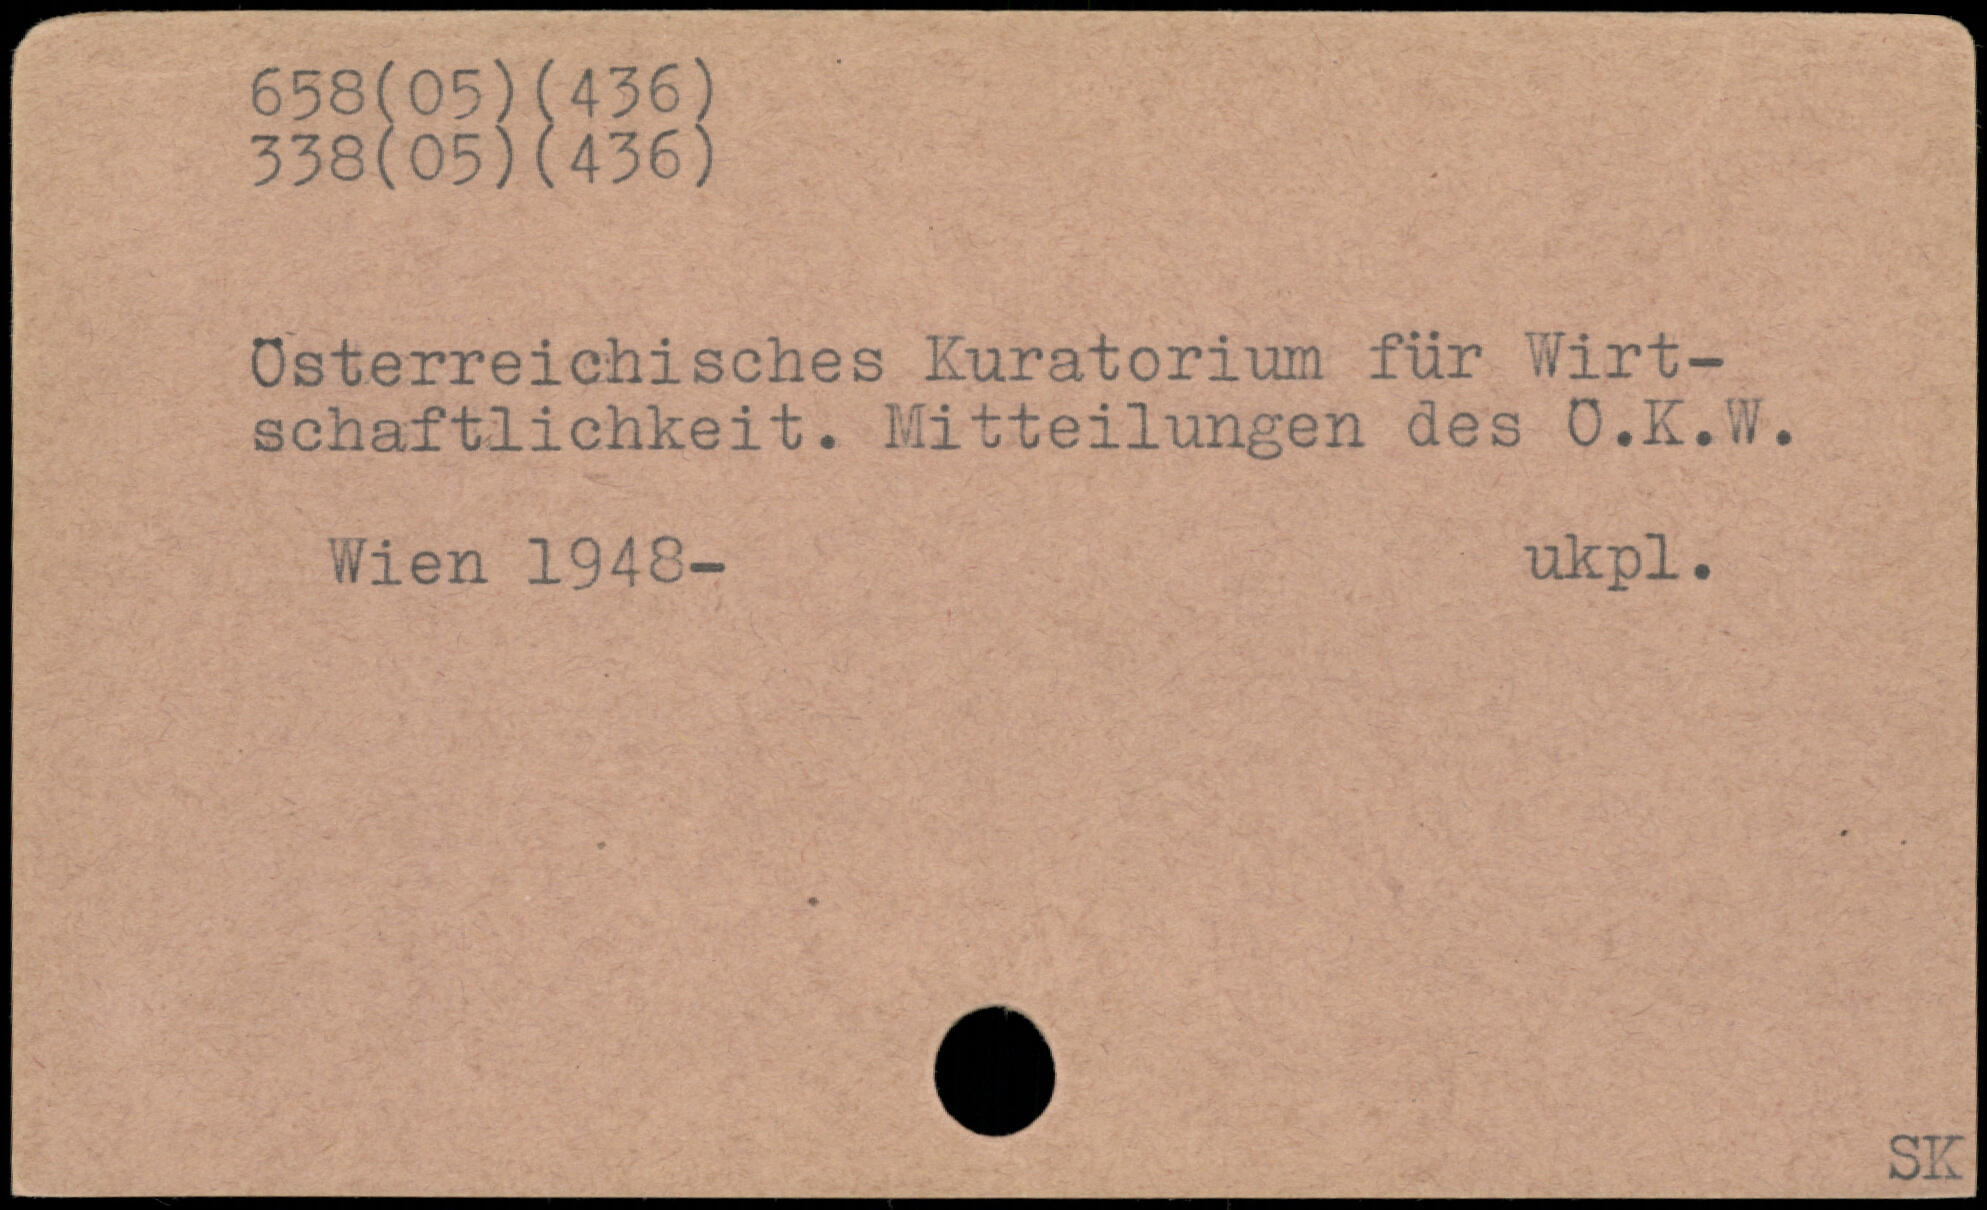 658(05)(436)
338(05)(436)
Österreichisches Kuratorium für Wirt-
schaftlichkeit. Mitteilungen des Ö.K.W.
Wien 1948- ukpl.
SK